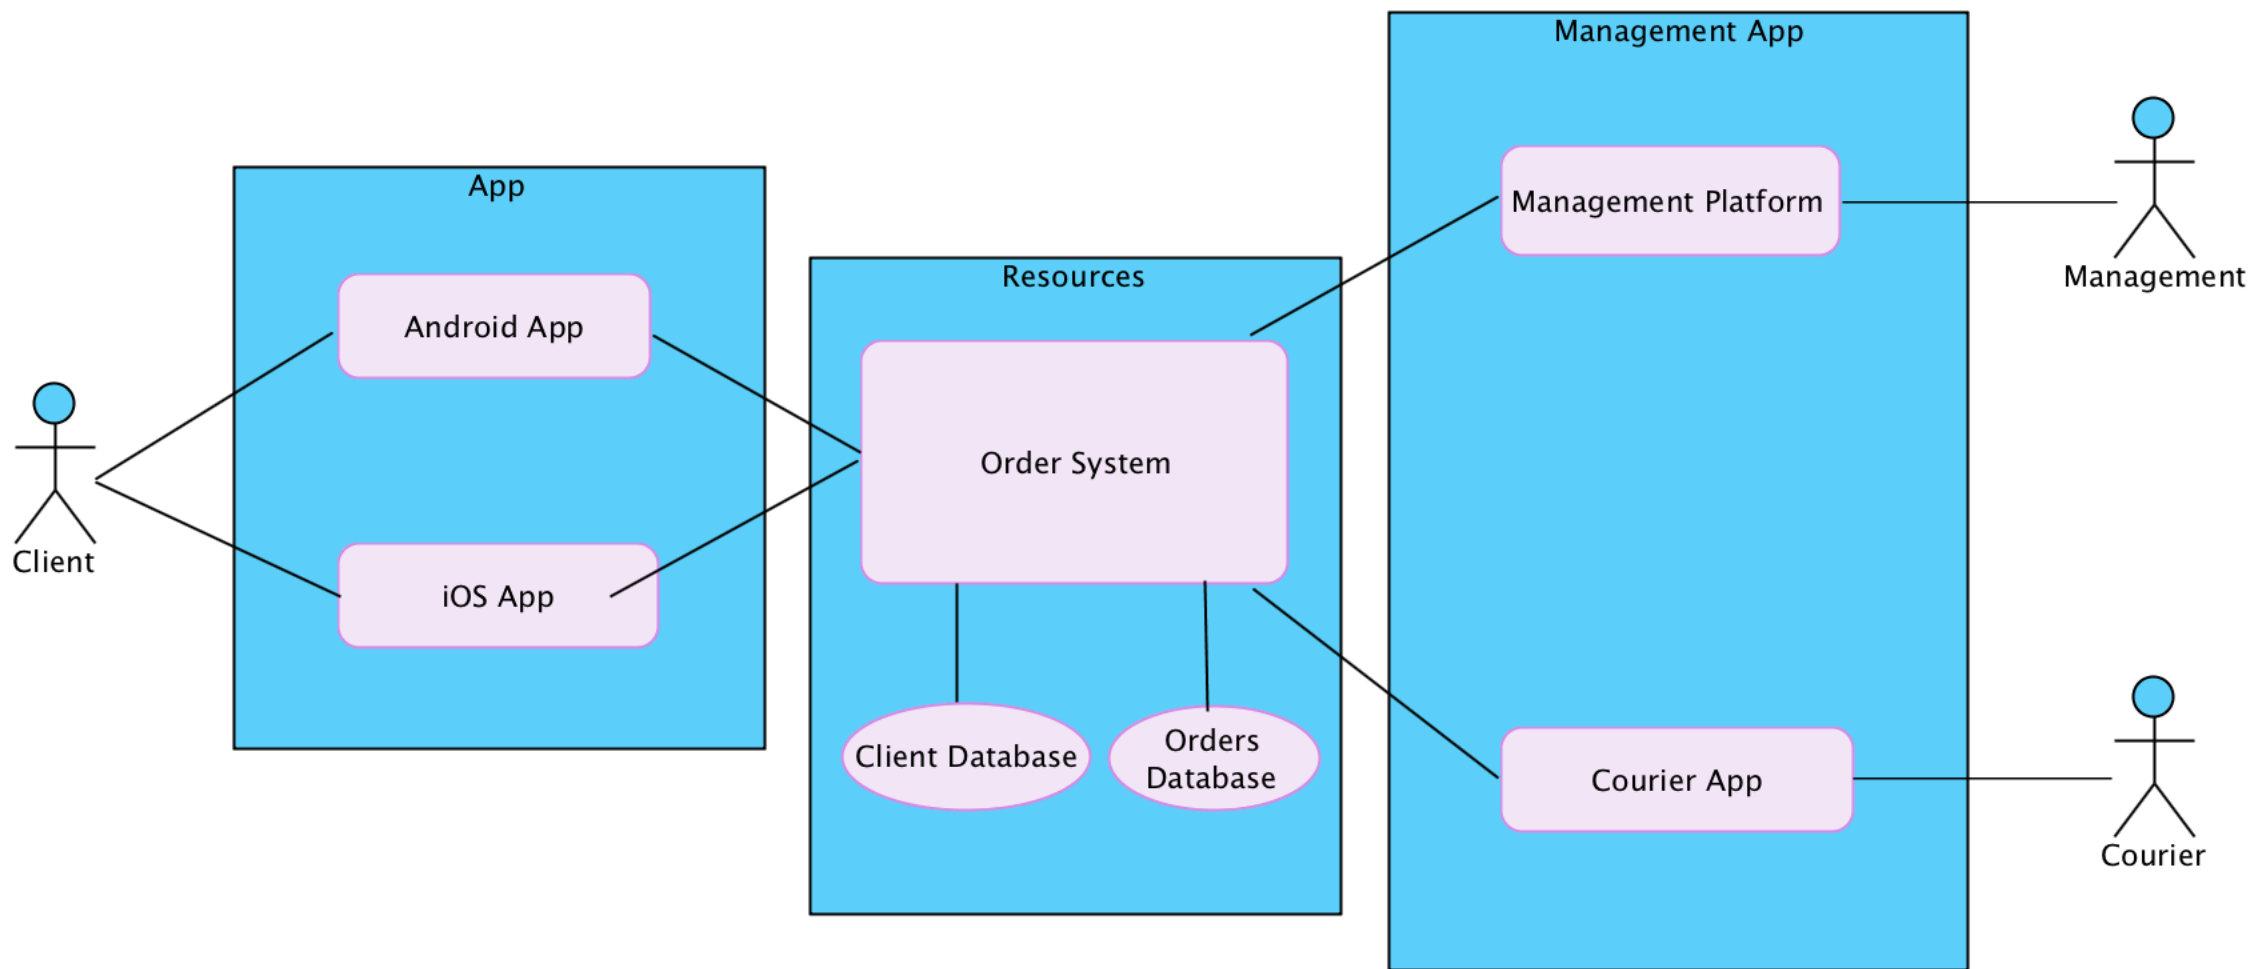 Management App
App
Management Platform
Resources
Management
Android App
Order System
Client
iOS App
Client Database
Orders
Database
Courier App
Courier